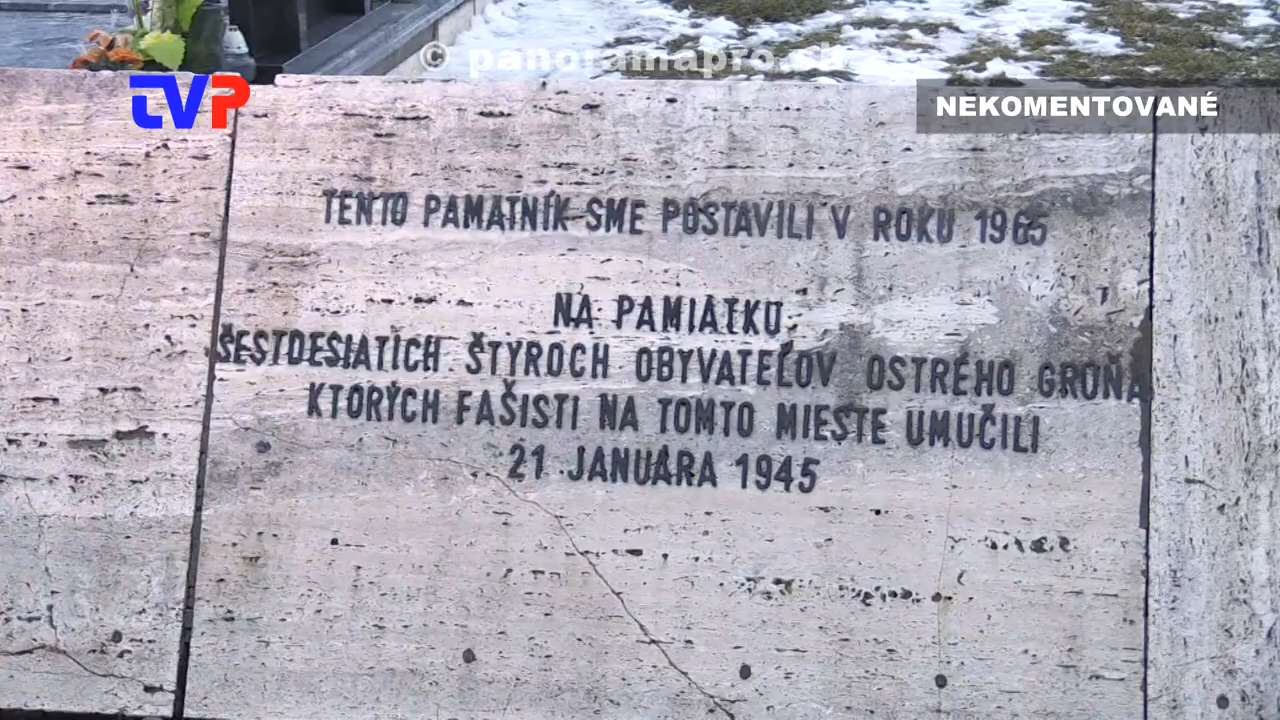 © panoramapro.sk
TVP
NEKOMENTOVANÉ
TENTO PAMATNÍK SME POSTAVILI V ROKU 1965
NA PAMIATKU
ŠESTDESIATICH ŠTYROCH OBYVATEĽOV OSTRÉHO GRÚŇA
KTORÝCH FAŠISTI NA TOMTO MIESTE UMUČILI
21 JANUÁRA 1945